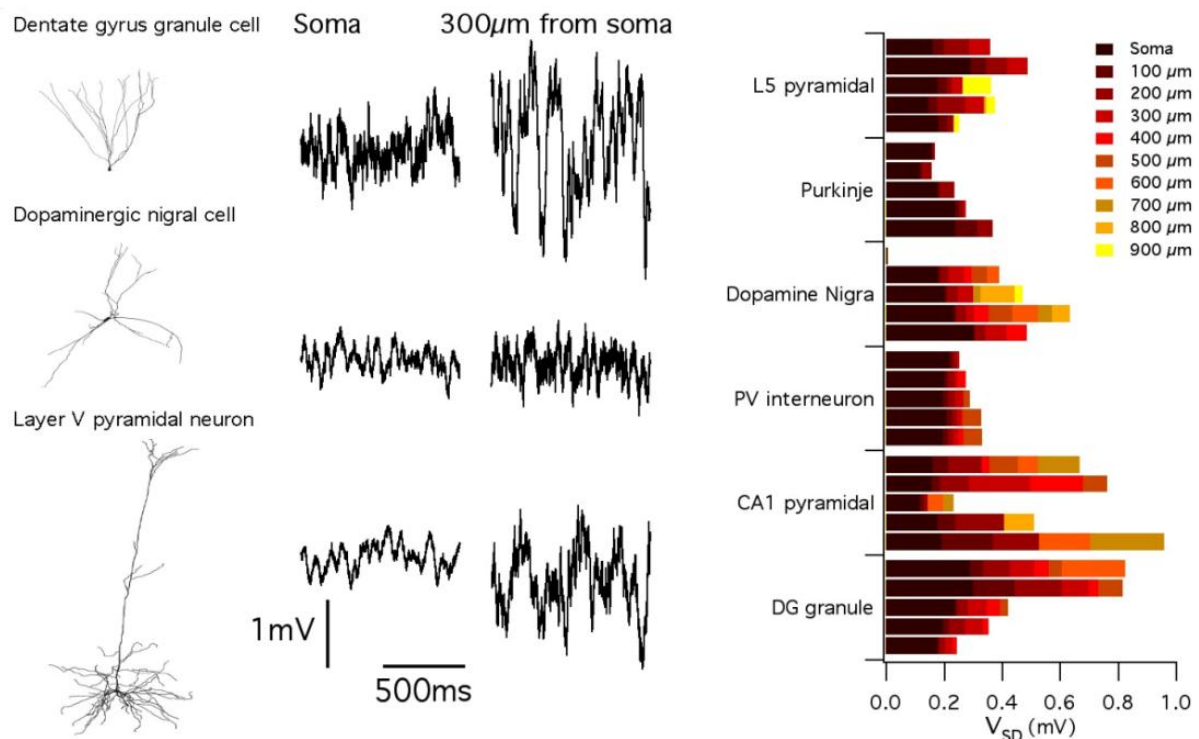 Dentate gyrus granule cell
Dopaminergic nigral cell
Layer V pyramidal neuron
Soma
300µm from soma
1mV
500ms
L5 pyramidal
Purkinje
Dopamine Nigra
PV interneuron
CA1 pyramidal
DG granule
Soma
100 µm
200 µm
300 µm
400 µm
500 µm
600 µm
700 µm
800 µm
900 µm
0.0 0.2 0.4 0.6 0.8 1.0
VSD (mV)